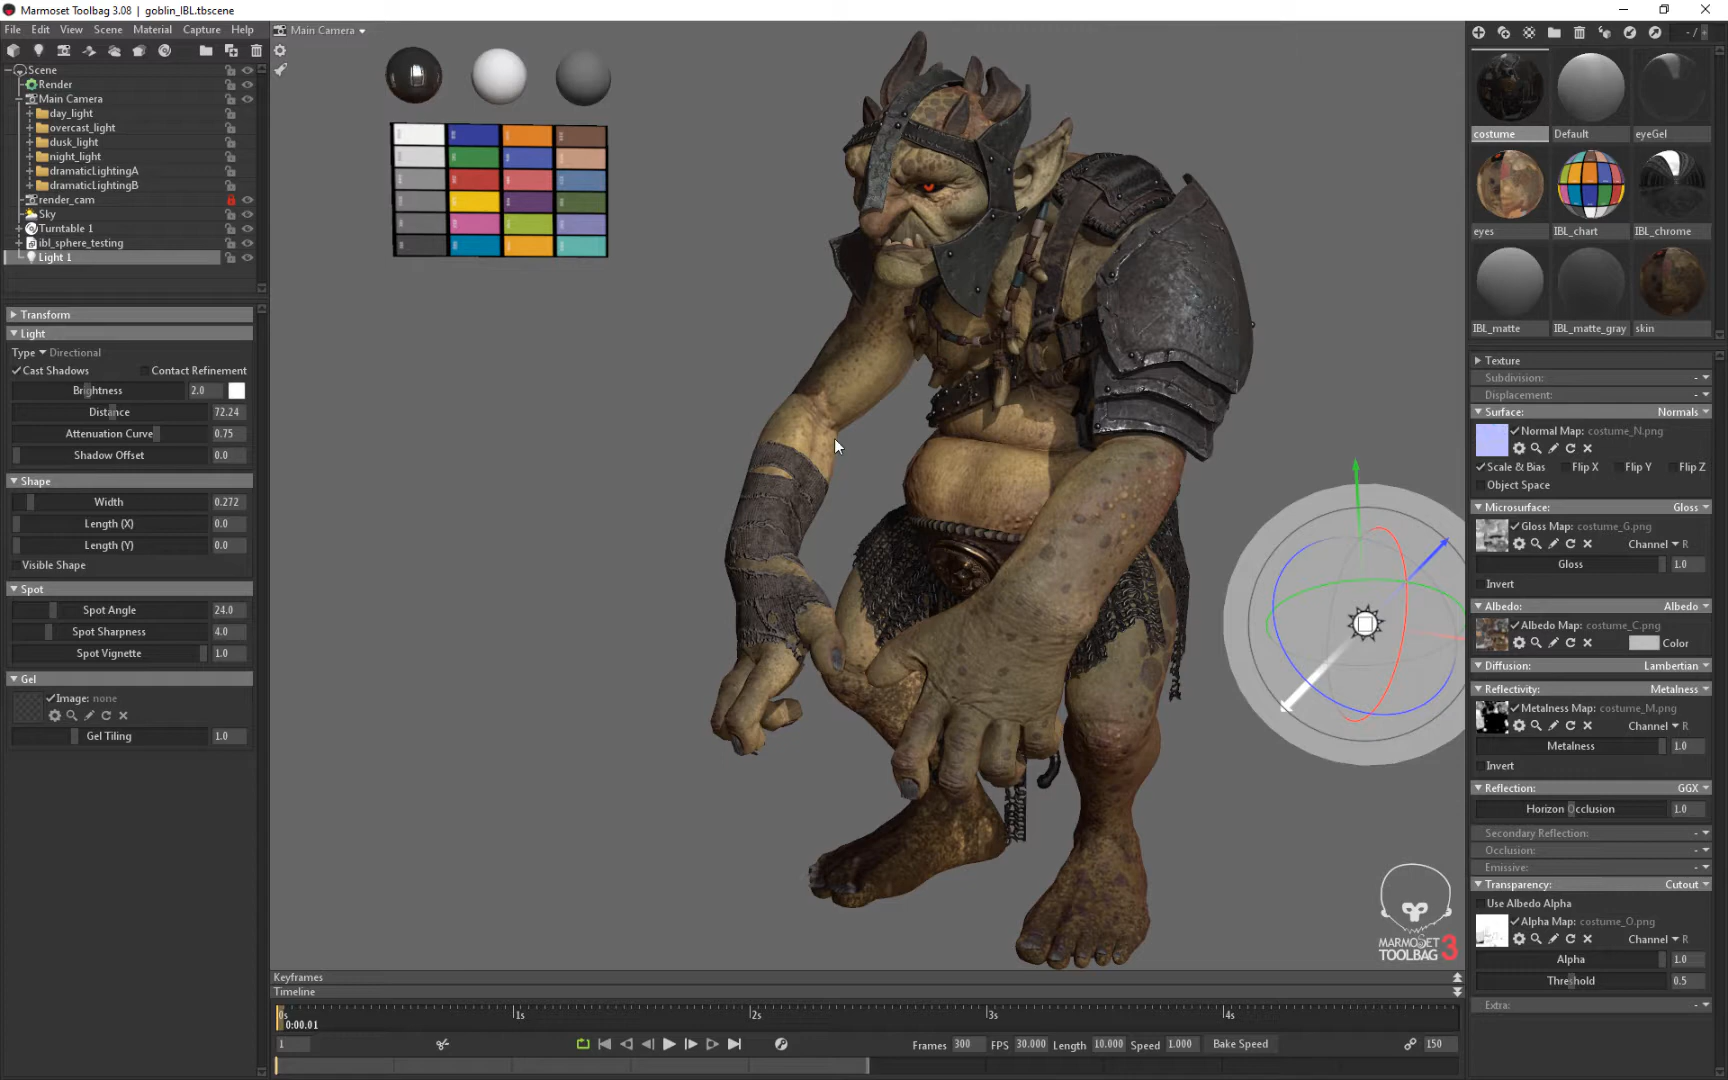 Marmoset Toolbag 3.08 | goblin_IBL.tbscene
File Edit View Scene Material Capture Help
Scene
Render
Main Camera
day_light
overcast_light
dusk_light
night_light
dramaticLightingA
dramaticLightingB
render_cam
Sky
Turntable 1
ibl_sphere_testing
Light 1
Transform
Light
Type Directional
Cast Shadows Contact Refinement
Brightness 2.0
Distance 72.24
Attenuation Curve 0.75
Shadow Offset 0.0
Shape
Width 0.272
Length (X) 0.0
Length (Y) 0.0
Visible Shape
Spot
Spot Angle 24.0
Spot Sharpness 4.0
Spot Vignette 1.0
Gel
Image: none
Gel Tiling 1.0
Main Camera
MARMOSET
TOOLBAG 3
Keyframes
Timeline
0s 1s 2s 3s 4s
0:00.01
1 Frames 300 FPS 30.000 Length 10.000 Speed 1.000 Bake Speed 150
- / +
costume Default eyeGel
eyes IBL_chart IBL_chrome
IBL_matte IBL_matte_gray skin
Texture
Subdivision: -
Displacement: -
Surface: Normals
Normal Map: costume_N.png
Scale & Bias Flip X Flip Y Flip Z
Object Space
Microsurface: Gloss
Gloss Map: costume_G.png
Channel R
Gloss 1.0
Invert
Albedo: Albedo
Albedo Map: costume_C.png
Color
Diffusion: Lambertian
Reflectivity: Metalness
Metalness Map: costume_M.png
Channel R
Metalness 1.0
Invert
Reflection: GGX
Horizon Occlusion 1.0
Secondary Reflection: -
Occlusion: -
Emissive: -
Transparency: Cutout
Use Albedo Alpha
Alpha Map: costume_O.png
Channel R
Alpha 1.0
Threshold 0.5
Extra: -